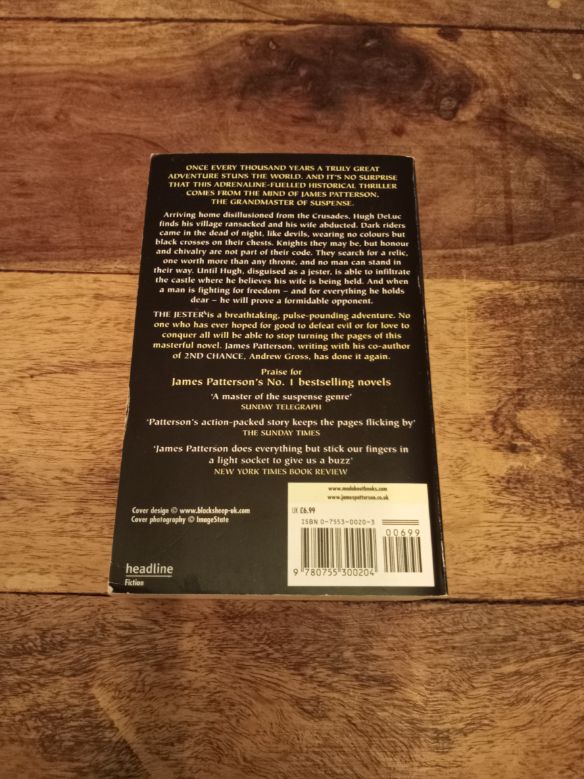 ONCE EVERY THOUSAND YEARS A TRULY GREAT
ADVENTURE STUNS THE WORLD. AND IT'S NO SURPRISE
THAT THIS ADRENALINE-FUELLED HISTORICAL THRILLER
COMES FROM THE MIND OF JAMES PATTERSON,
THE GRANDMASTER OF SUSPENSE.
Arriving home disillusioned from the Crusades, Hugh DeLuc
finds his village ransacked and his wife abducted. Dark riders
came in the dead of night, like devils, wearing no colours but
black crosses on their chests. Knights they may be, but honour
and chivalry are not part of their code. They search for a relic,
one worth more than any throne, and no man can stand in
their way. Until Hugh, disguised as a jester, is able to infiltrate
the castle where he believes his wife is being held. And when
a man is fighting for freedom – and for everything he holds
dear – he will prove a formidable opponent.
THE JESTER is a breathtaking, pulse-pounding adventure. No
one who has ever hoped for good to defeat evil or for love to
conquer all will be able to stop turning the pages of this
masterful novel. James Patterson, writing with his co-author
of 2ND CHANCE, Andrew Gross, has done it again.
Praise for
James Patterson's No. 1 bestselling novels
'A master of the suspense genre'
SUNDAY TELEGRAPH
'Patterson's action-packed story keeps the pages flicking by'
THE SUNDAY TIMES
'James Patterson does everything but stick our fingers in
a light socket to give us a buzz'
NEW YORK TIMES BOOK REVIEW
www.madaboutbooks.com
www.jamespatterson.co.uk
UK £6.99
ISBN 0-7553-0020-3
00699
9 780755 300204
Cover design © www.blacksheep-uk.com
Cover photography © ImageState
headline
Fiction